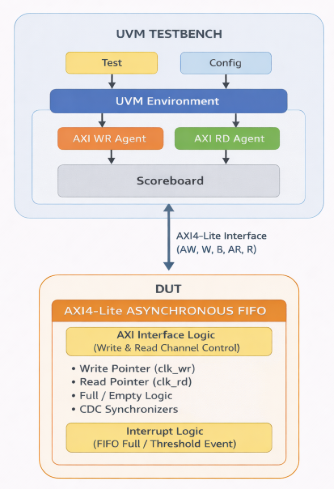 UVM TESTBENCH
Test
Config
UVM Environment
AXI WR Agent
AXI RD Agent
Scoreboard
AXI4-Lite Interface
(AW, W, B, AR, R)
DUT
AXI4-Lite ASYNCHRONOUS FIFO
AXI Interface Logic
(Write & Read Channel Control)
• Write Pointer (clk_wr)
• Read Pointer (clk_rd)
• Full / Empty Logic
• CDC Synchronizers
Interrupt Logic
(FIFO Full / Threshold Event)